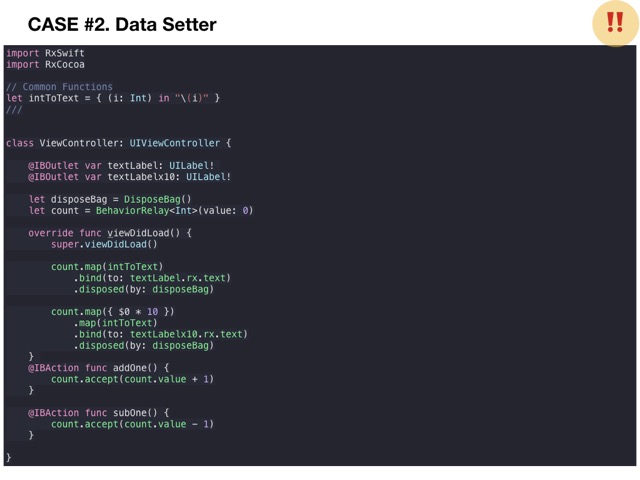 CASE #2. Data Setter
‼
import RxSwift
import RxCocoa
// Common Functions
let intToText = { (i: Int) in "\(i)" }
///
class ViewController: UIViewController {
@IBOutlet var textLabel: UILabel!
@IBOutlet var textLabelx10: UILabel!
let disposeBag = DisposeBag()
let count = BehaviorRelay<Int>(value: 0)
override func viewDidLoad() {
super.viewDidLoad()
count.map(intToText)
.bind(to: textLabel.rx.text)
.disposed(by: disposeBag)
count.map({ $0 * 10 })
.map(intToText)
.bind(to: textLabelx10.rx.text)
.disposed(by: disposeBag)
}
@IBAction func addOne() {
count.accept(count.value + 1)
}
@IBAction func subOne() {
count.accept(count.value - 1)
}
}